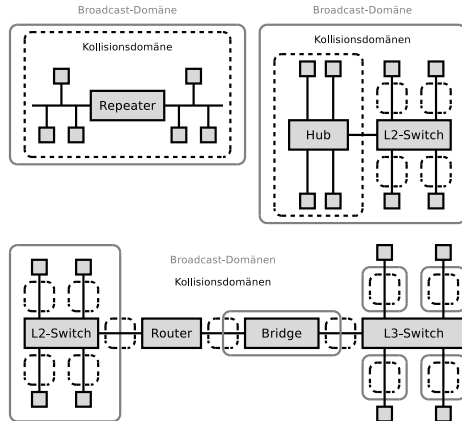 Broadcast-Domäne
Kollisionsdomäne
Repeater
Broadcast-Domäne
Kollisionsdomänen
Hub
L2-Switch
Broadcast-Domänen
Kollisionsdomänen
L2-Switch
Router
Bridge
L3-Switch